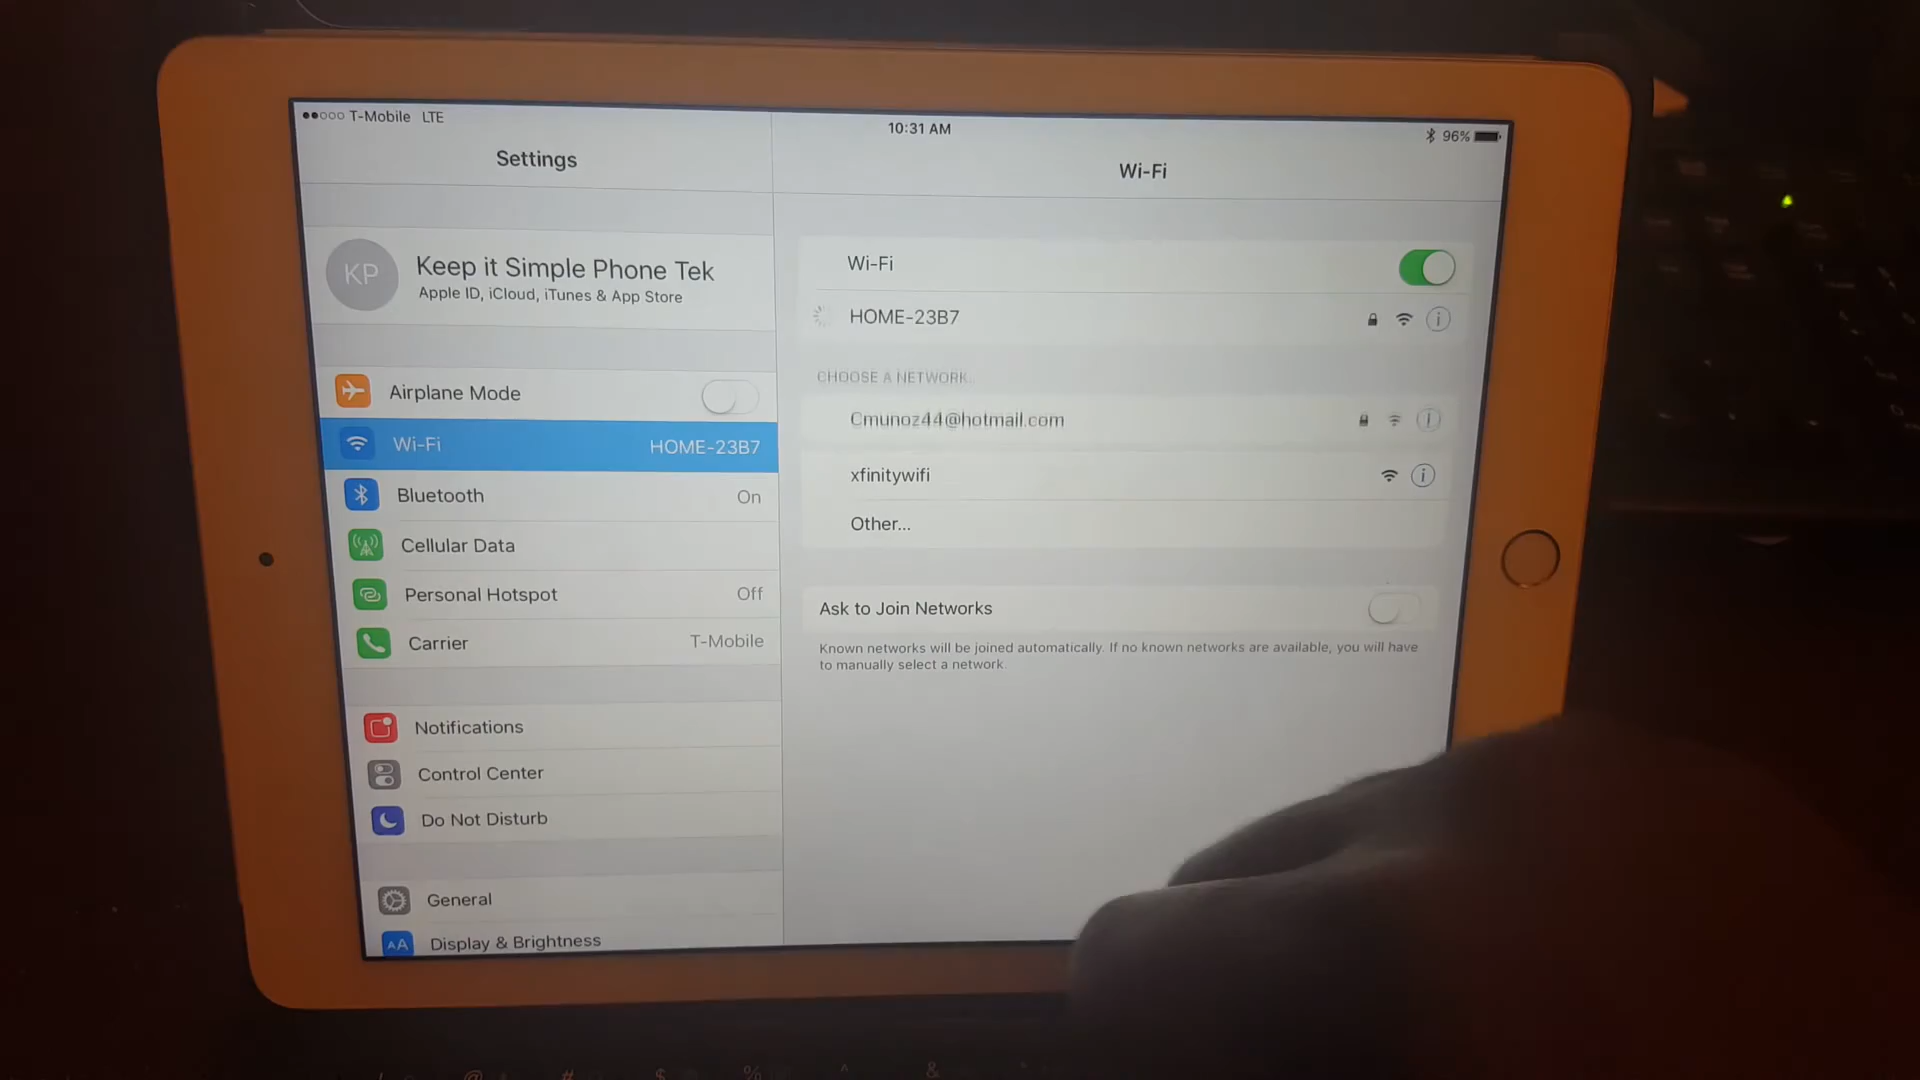 T-Mobile LTE
10:31 AM
96%
Settings
Wi-Fi
KP
Keep it Simple Phone Tek
Apple ID, iCloud, iTunes & App Store
Airplane Mode
Wi-Fi HOME-23B7
Bluetooth On
Cellular Data
Personal Hotspot Off
Carrier T-Mobile
Notifications
Control Center
Do Not Disturb
General
AA Display & Brightness
Wi-Fi
HOME-23B7
CHOOSE A NETWORK...
Cmunoz44@hotmail.com
xfinitywifi
Other...
Ask to Join Networks
Known networks will be joined automatically. If no known networks are available, you will have
to manually select a network.
@ # $ % ^ &